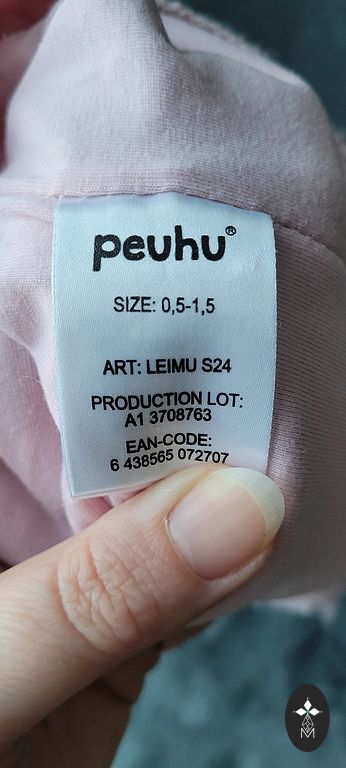 peuhu®
SIZE: 0,5-1,5
ART: LEIMU S24
PRODUCTION LOT:
A1 3708763
EAN-CODE:
6 438565 072707
M